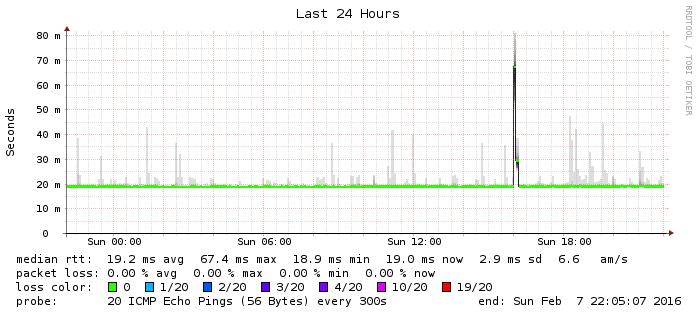 Last 24 Hours
RRDTOOL / TOBI OETIKER
Seconds
80 m
70 m
60 m
50 m
40 m
30 m
20 m
10 m
0
Sun 00:00 Sun 06:00 Sun 12:00 Sun 18:00
median rtt: 19.2 ms avg 67.4 ms max 18.9 ms min 19.0 ms now 2.9 ms sd 6.6 am/s
packet loss: 0.00 % avg 0.00 % max 0.00 % min 0.00 % now
loss color: 0 1/20 2/20 3/20 4/20 10/20 19/20
probe: 20 ICMP Echo Pings (56 Bytes) every 300s end: Sun Feb 7 22:05:07 2016